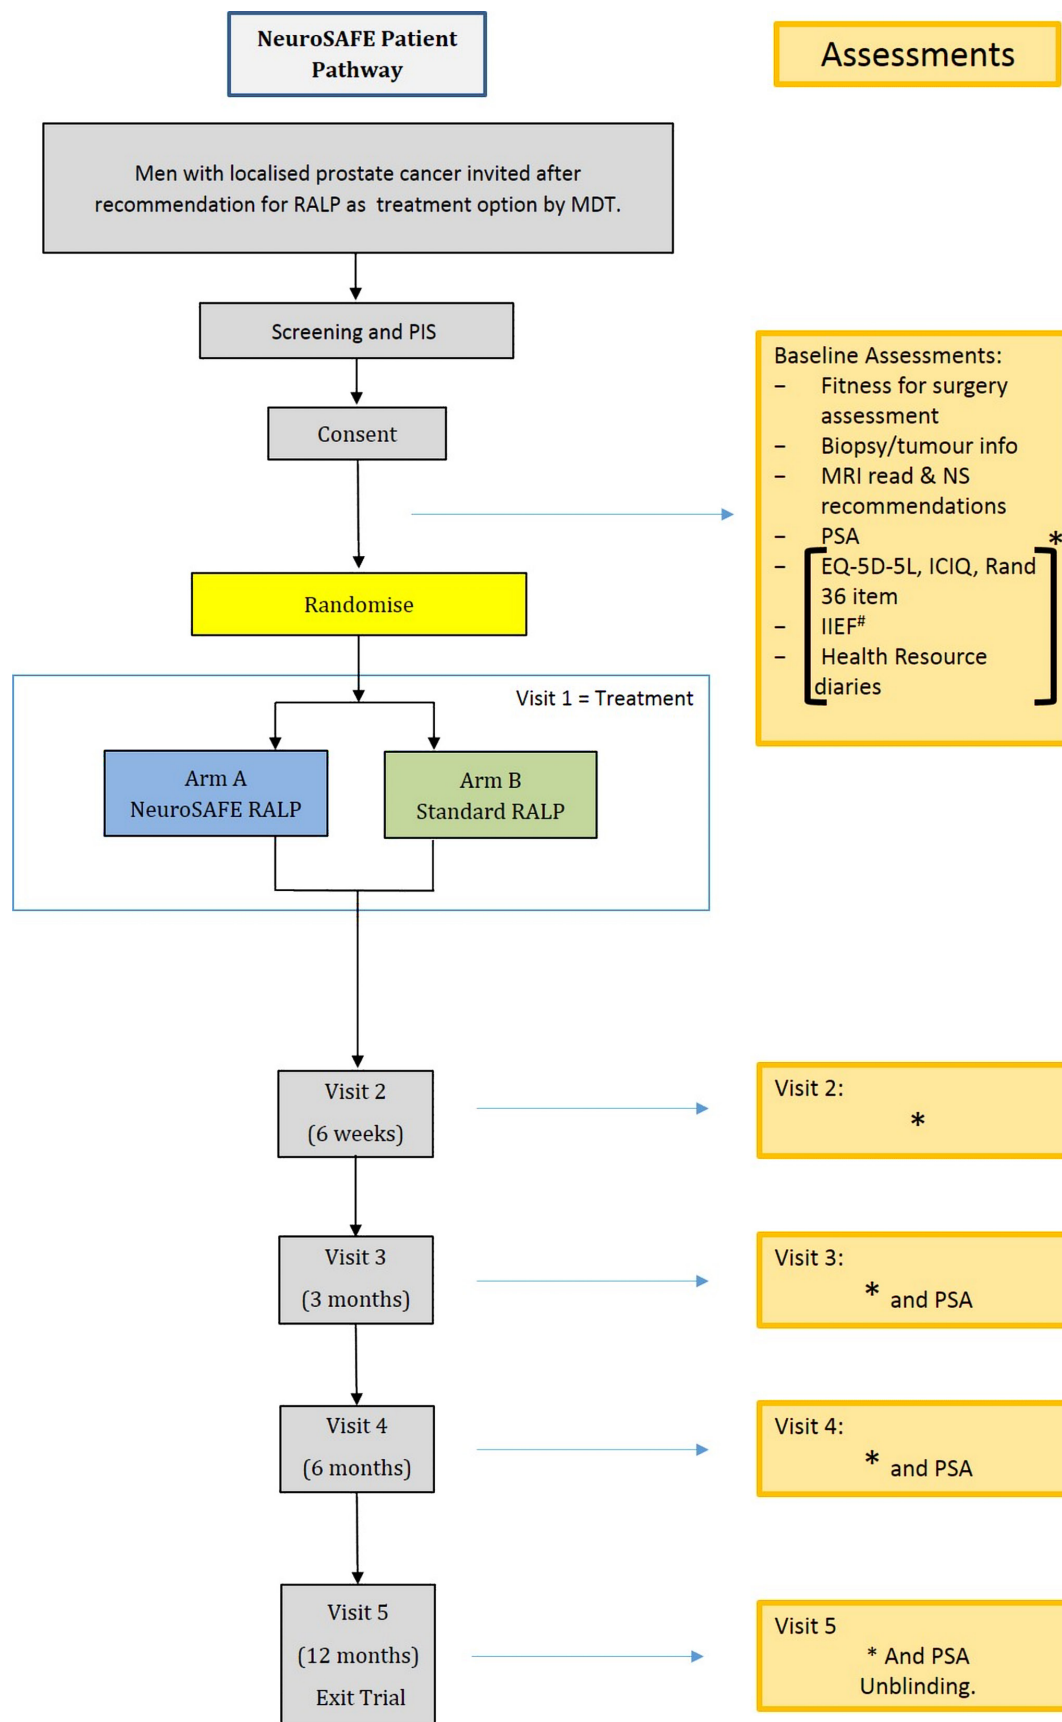 NeuroSAFE Patient
Pathway
Assessments
Men with localised prostate cancer invited after
recommendation for RALP as treatment option by MDT.
Screening and PIS
Consent
Baseline Assessments:
– Fitness for surgery
assessment
– Biopsy/tumour info
– MRI read & NS
recommendations
– PSA
*
– EQ-5D-5L, ICIQ, Rand
36 item
– IIEF#
– Health Resource
diaries
Randomise
Visit 1 = Treatment
Arm A
NeuroSAFE RALP
Arm B
Standard RALP
Visit 2
(6 weeks)
Visit 2:
*
Visit 3
(3 months)
Visit 3:
* and PSA
Visit 4
(6 months)
Visit 4:
* and PSA
Visit 5
(12 months)
Exit Trial
Visit 5
* And PSA
Unblinding.